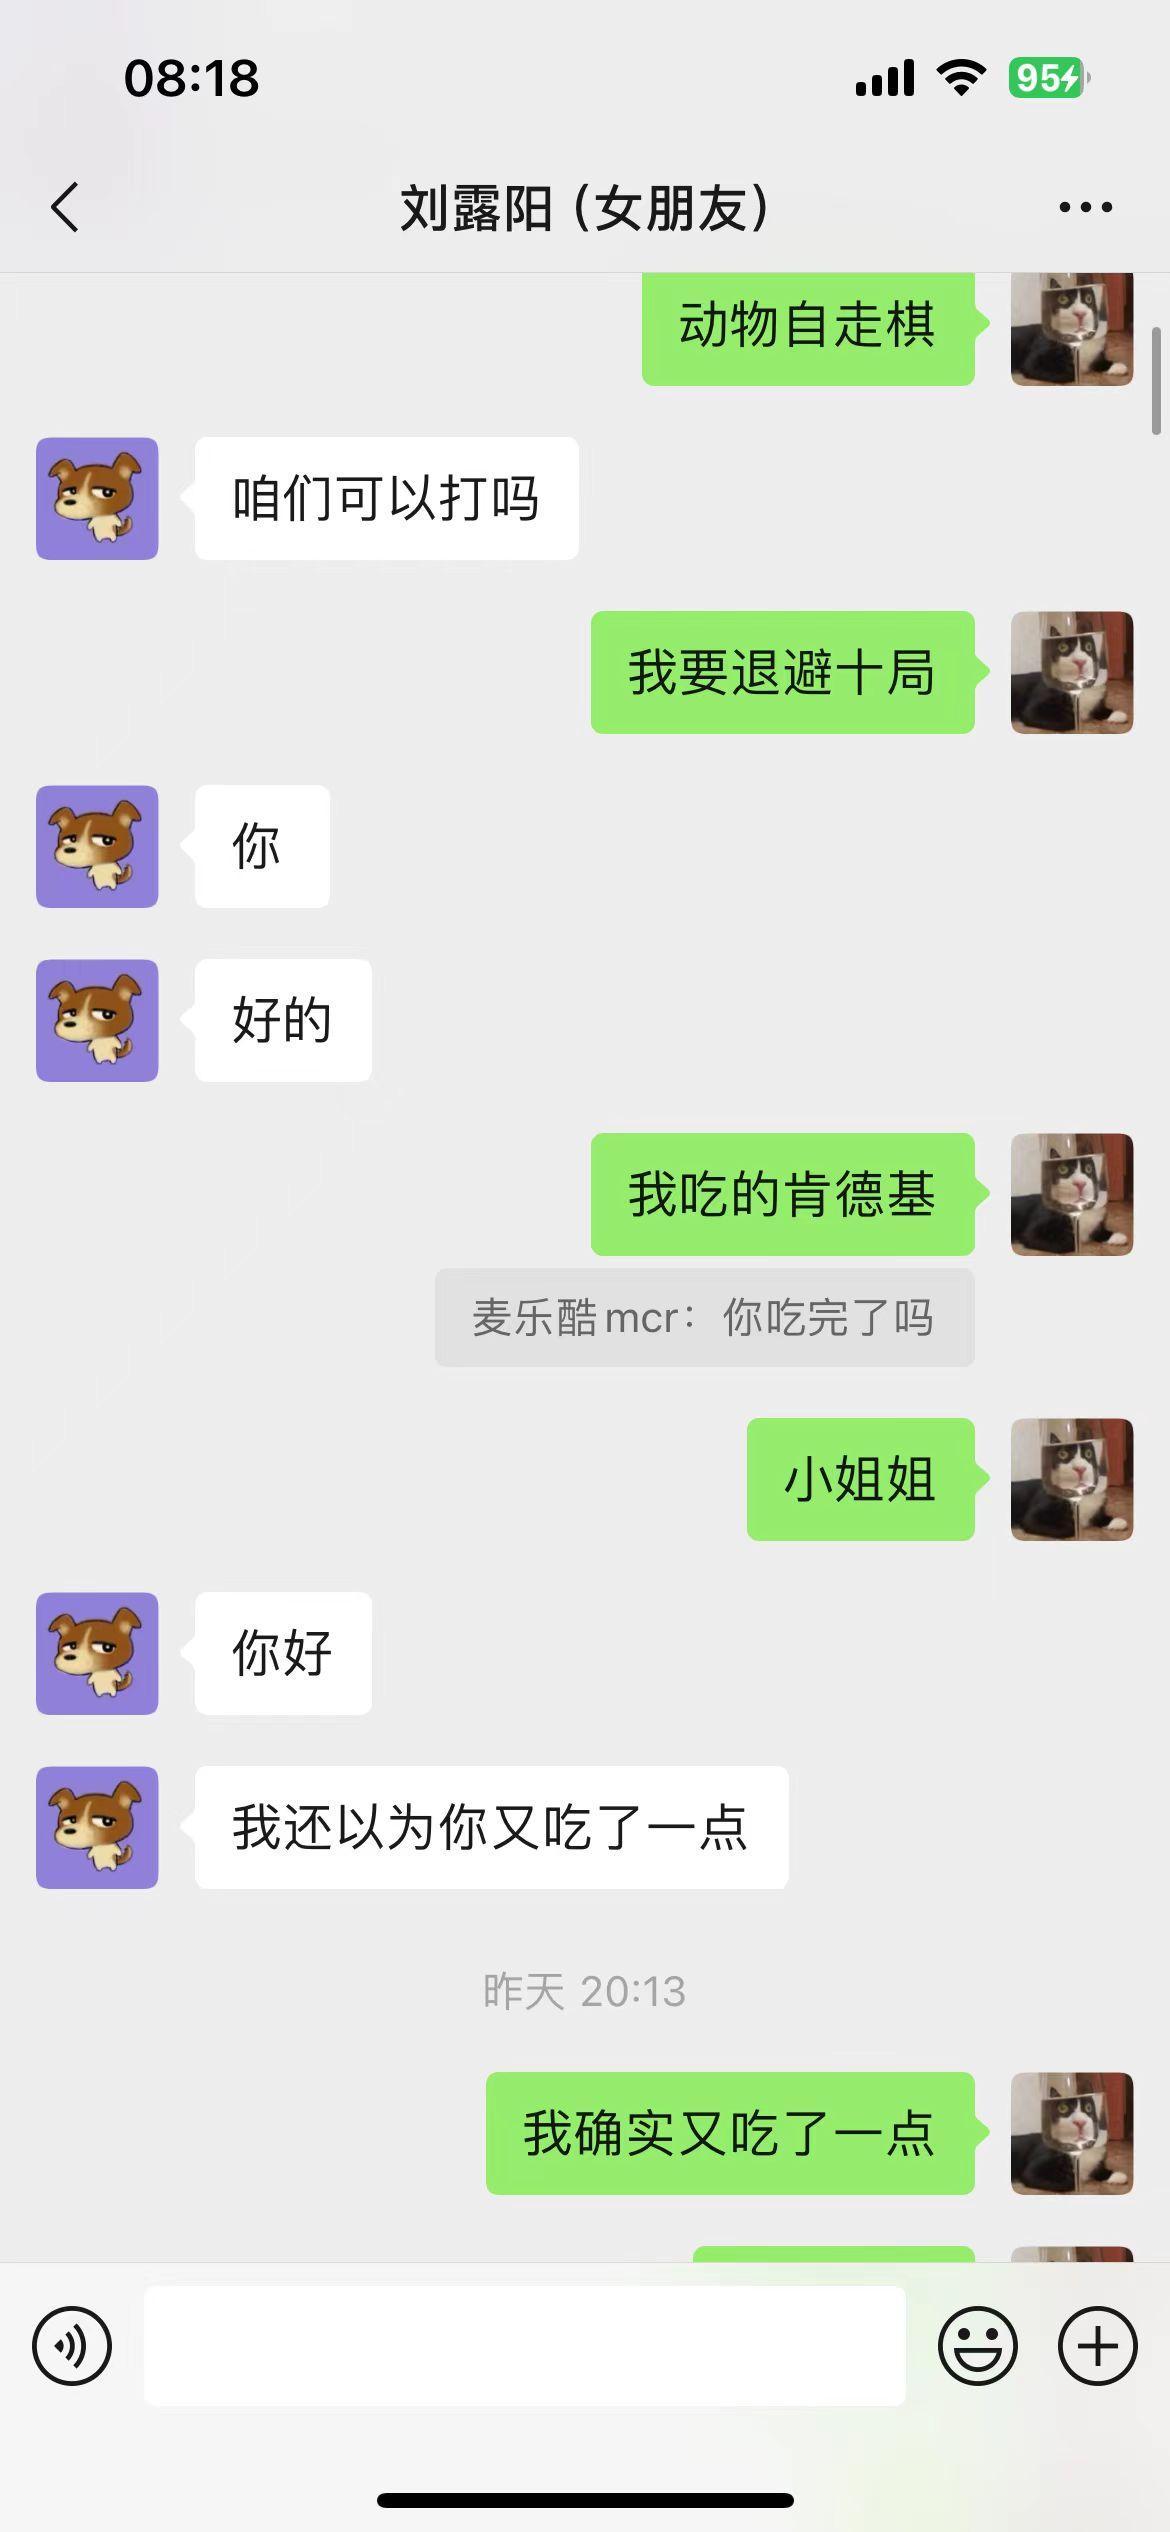 08:18
95
刘露阳（女朋友）
动物自走棋
咱们可以打吗
我要退避十局
你
好的
我吃的肯德基
麦乐酷mcr：你吃完了吗
小姐姐
你好
我还以为你又吃了一点
昨天 20:13
我确实又吃了一点